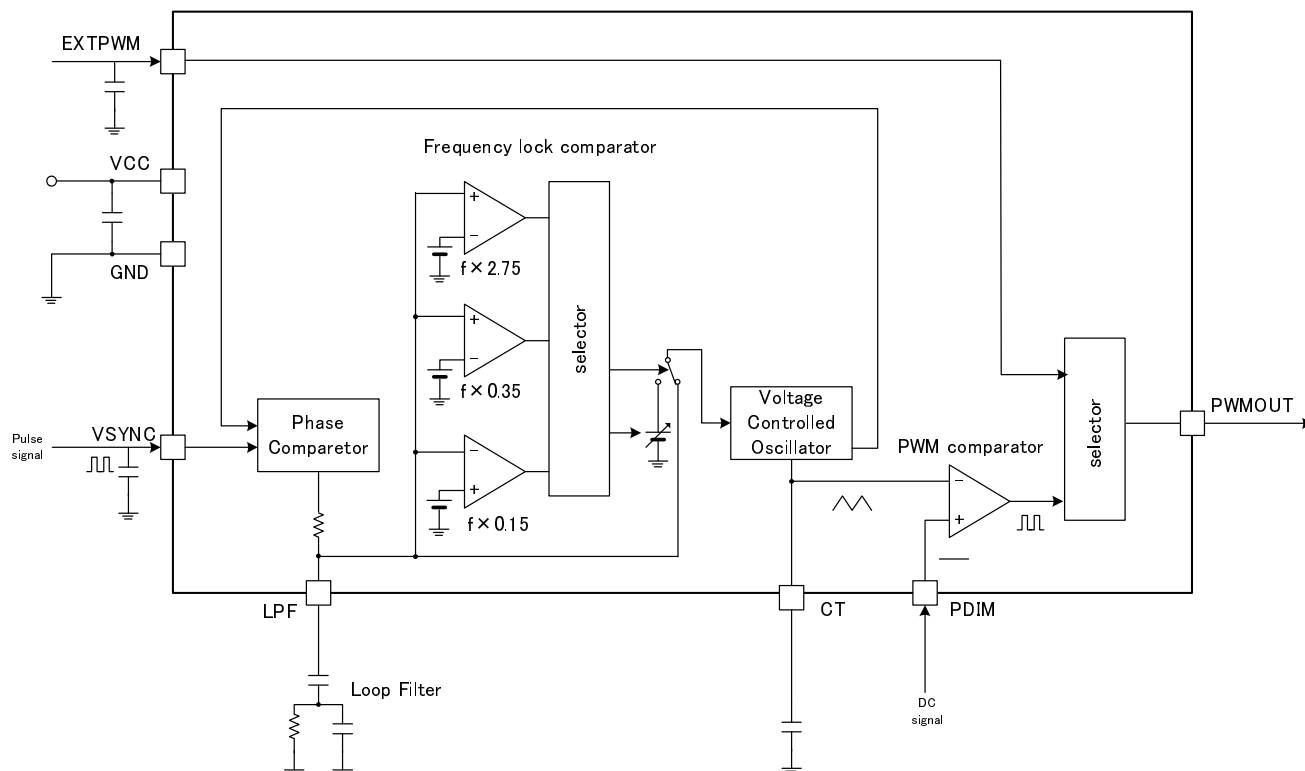 EXTPWM
VCC
GND
Frequency lock comparator
+
−
f×2.75
+
−
f×0.35
−
+
f×0.15
selector
Pulse
signal
VSYNC
Phase
Comparetor
Voltage
Controlled
Oscillator
PWM comparator
−
+
selector
PWMOUT
LPF
CT
PDIM
Loop Filter
DC
signal